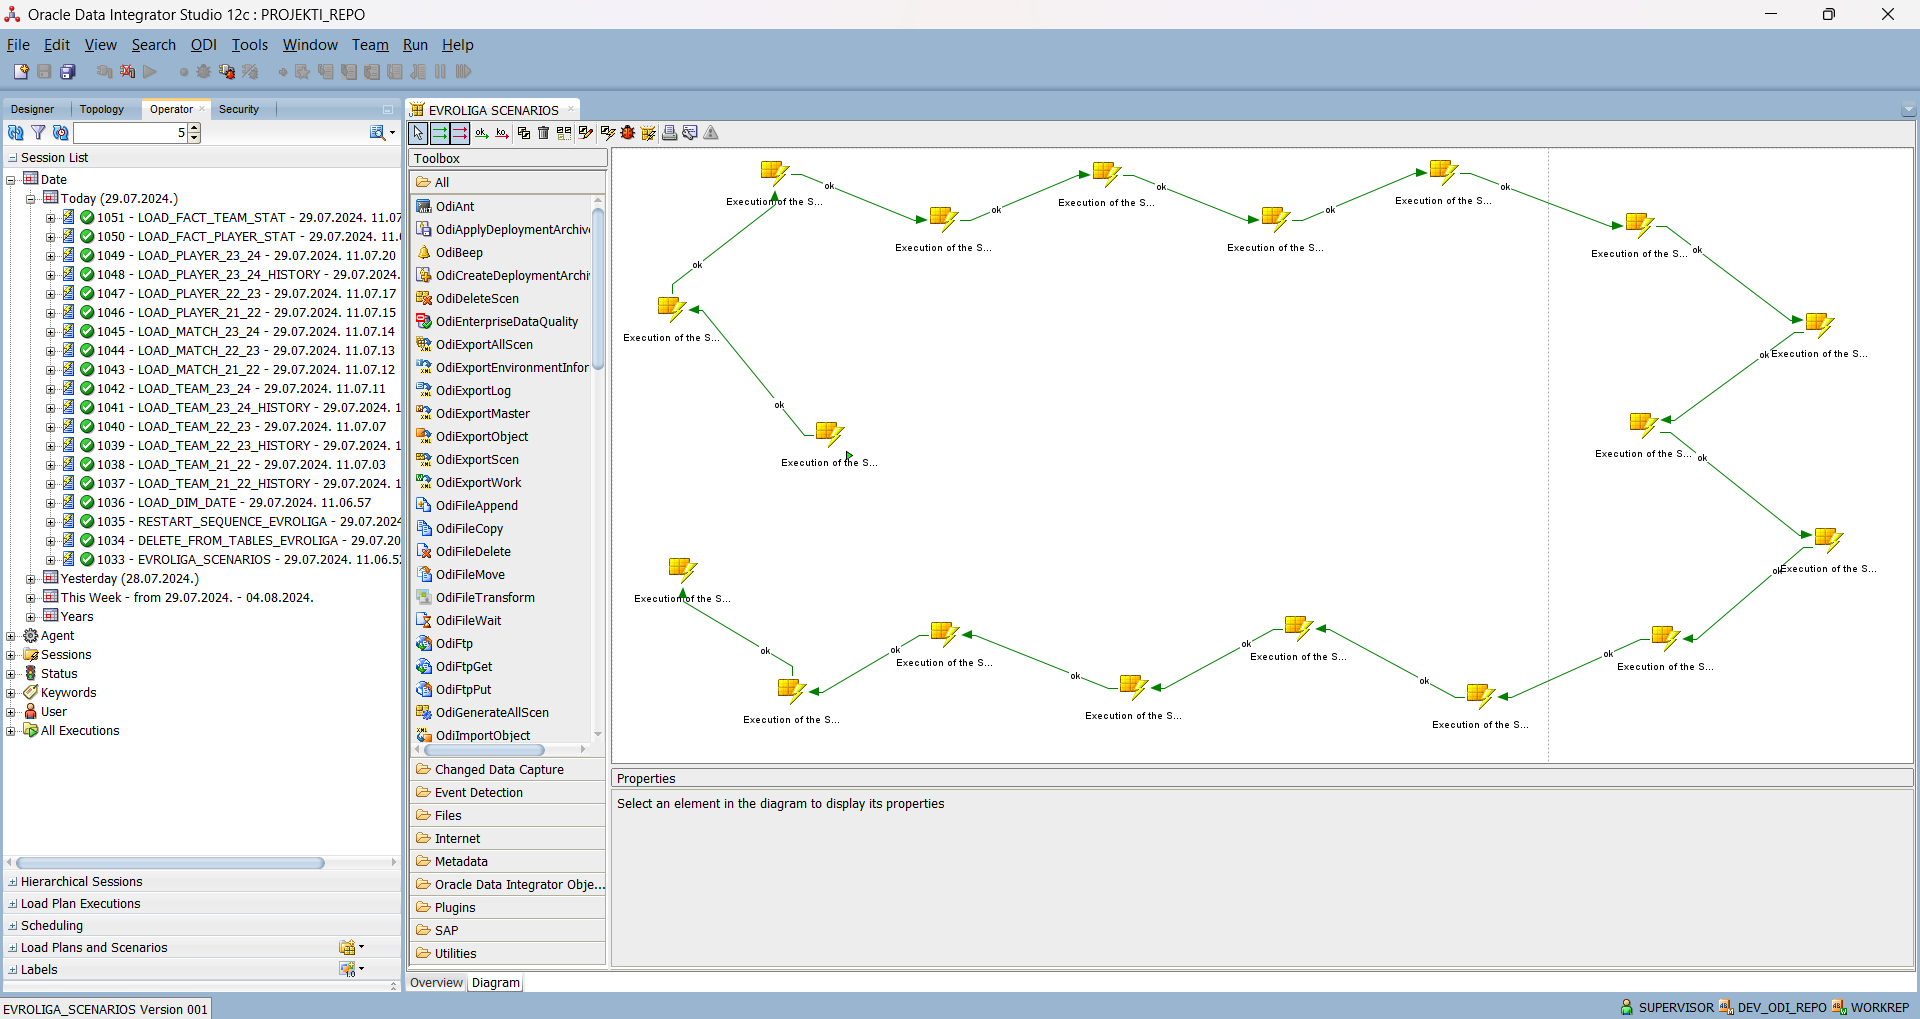 Oracle Data Integrator Studio 12c : PROJEKTI_REPO
File Edit View Search ODI Tools Window Team Run Help
Designer Topology Operator Security
5
Session List
Date
Today (29.07.2024.)
1051 - LOAD_FACT_TEAM_STAT - 29.07.2024. 11.07
1050 - LOAD_FACT_PLAYER_STAT - 29.07.2024. 11.
1049 - LOAD_PLAYER_23_24 - 29.07.2024. 11.07.20
1048 - LOAD_PLAYER_23_24_HISTORY - 29.07.2024.
1047 - LOAD_PLAYER_22_23 - 29.07.2024. 11.07.17
1046 - LOAD_PLAYER_21_22 - 29.07.2024. 11.07.15
1045 - LOAD_MATCH_23_24 - 29.07.2024. 11.07.14
1044 - LOAD_MATCH_22_23 - 29.07.2024. 11.07.13
1043 - LOAD_MATCH_21_22 - 29.07.2024. 11.07.12
1042 - LOAD_TEAM_23_24 - 29.07.2024. 11.07.11
1041 - LOAD_TEAM_23_24_HISTORY - 29.07.2024. 1
1040 - LOAD_TEAM_22_23 - 29.07.2024. 11.07.07
1039 - LOAD_TEAM_22_23_HISTORY - 29.07.2024. 1
1038 - LOAD_TEAM_21_22 - 29.07.2024. 11.07.03
1037 - LOAD_TEAM_21_22_HISTORY - 29.07.2024. 1
1036 - LOAD_DIM_DATE - 29.07.2024. 11.06.57
1035 - RESTART_SEQUENCE_EVROLIGA - 29.07.2024
1034 - DELETE_FROM_TABLES_EVROLIGA - 29.07.20
1033 - EVROLIGA_SCENARIOS - 29.07.2024. 11.06.5
Yesterday (28.07.2024.)
This Week - from 29.07.2024. - 04.08.2024.
Years
Agent
Sessions
Status
Keywords
User
All Executions
Hierarchical Sessions
Load Plan Executions
Scheduling
Load Plans and Scenarios
Labels
EVROLIGA SCENARIOS
ok ko
Toolbox
All
OdiAnt
OdiApplyDeploymentArchiv
OdiBeep
OdiCreateDeploymentArchi
OdiDeleteScen
OdiEnterpriseDataQuality
OdiExportAllScen
OdiExportEnvironmentInfor
OdiExportLog
OdiExportMaster
OdiExportObject
OdiExportScen
OdiExportWork
OdiFileAppend
OdiFileCopy
OdiFileDelete
OdiFileMove
OdiFileTransform
OdiFileWait
OdiFtp
OdiFtpGet
OdiFtpPut
OdiGenerateAllScen
OdiImportObject
Changed Data Capture
Event Detection
Files
Internet
Metadata
Oracle Data Integrator Obje...
Plugins
SAP
Utilities
ok ok ok
Execution of the S... Execution of the S... Execution of the S...
ok ok
Execution of the S... Execution of the S... Execution of the S...
ok
ok
Execution of the S...
ok Execution of the S...
ok
Execution of the S...
ok
Execution of the S...
ok
Execution of the S...
ok
Execution of the S...
ok
ok
ok
ok
Execution of the S...
Execution of the S...
Execution of the S...
ok
ok
Execution of the S...
Execution of the S...
Execution of the S...
Properties
Select an element in the diagram to display its properties
Overview Diagram
EVROLIGA_SCENARIOS Version 001
SUPERVISOR DEV_ODI_REPO WORKREP